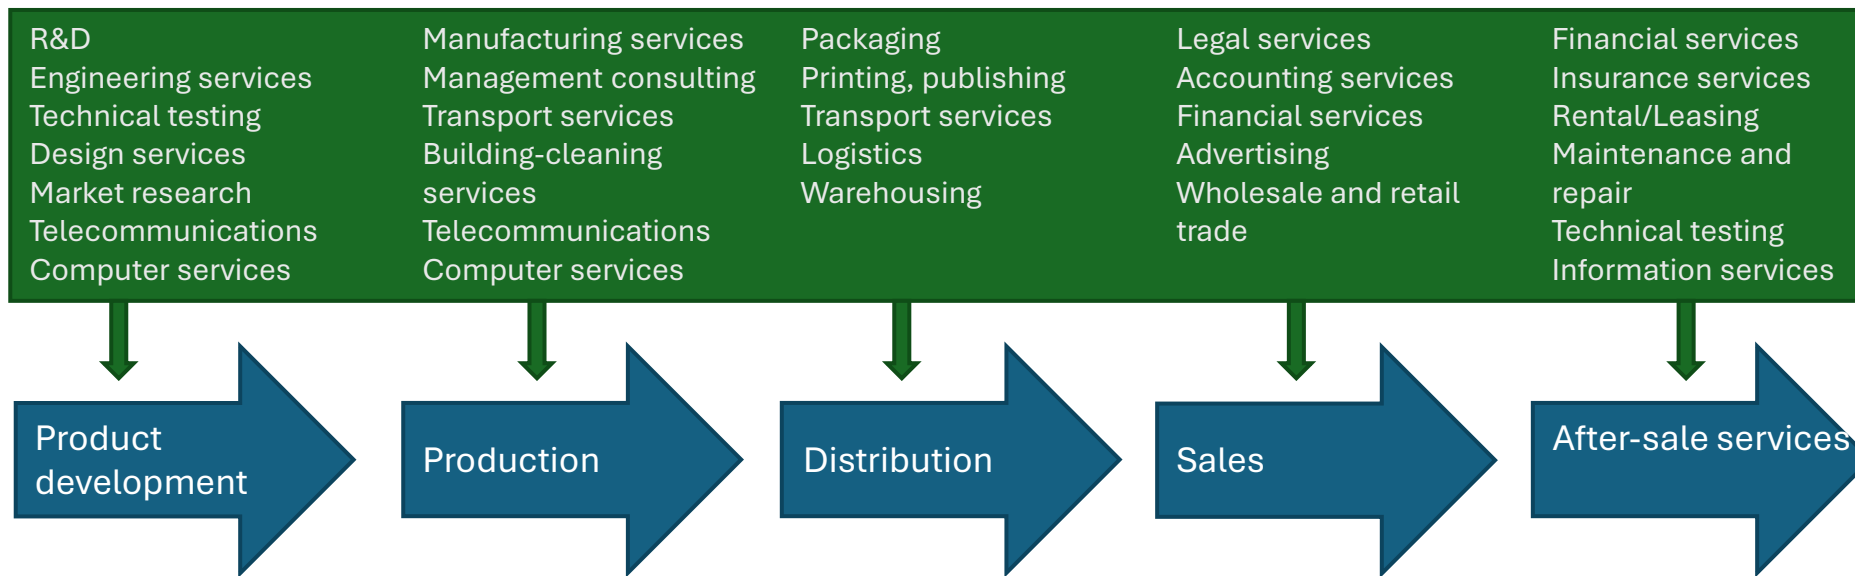 R&D
Engineering services
Technical testing
Design services
Market research
Telecommunications
Computer services
Manufacturing services
Management consulting
Transport services
Building-cleaning
services
Telecommunications
Computer services
Packaging
Printing, publishing
Transport services
Logistics
Warehousing
Legal services
Accounting services
Financial services
Advertising
Wholesale and retail
trade
Financial services
Insurance services
Rental/Leasing
Maintenance and
repair
Technical testing
Information services
Product
development
Production
Distribution
Sales
After-sale services